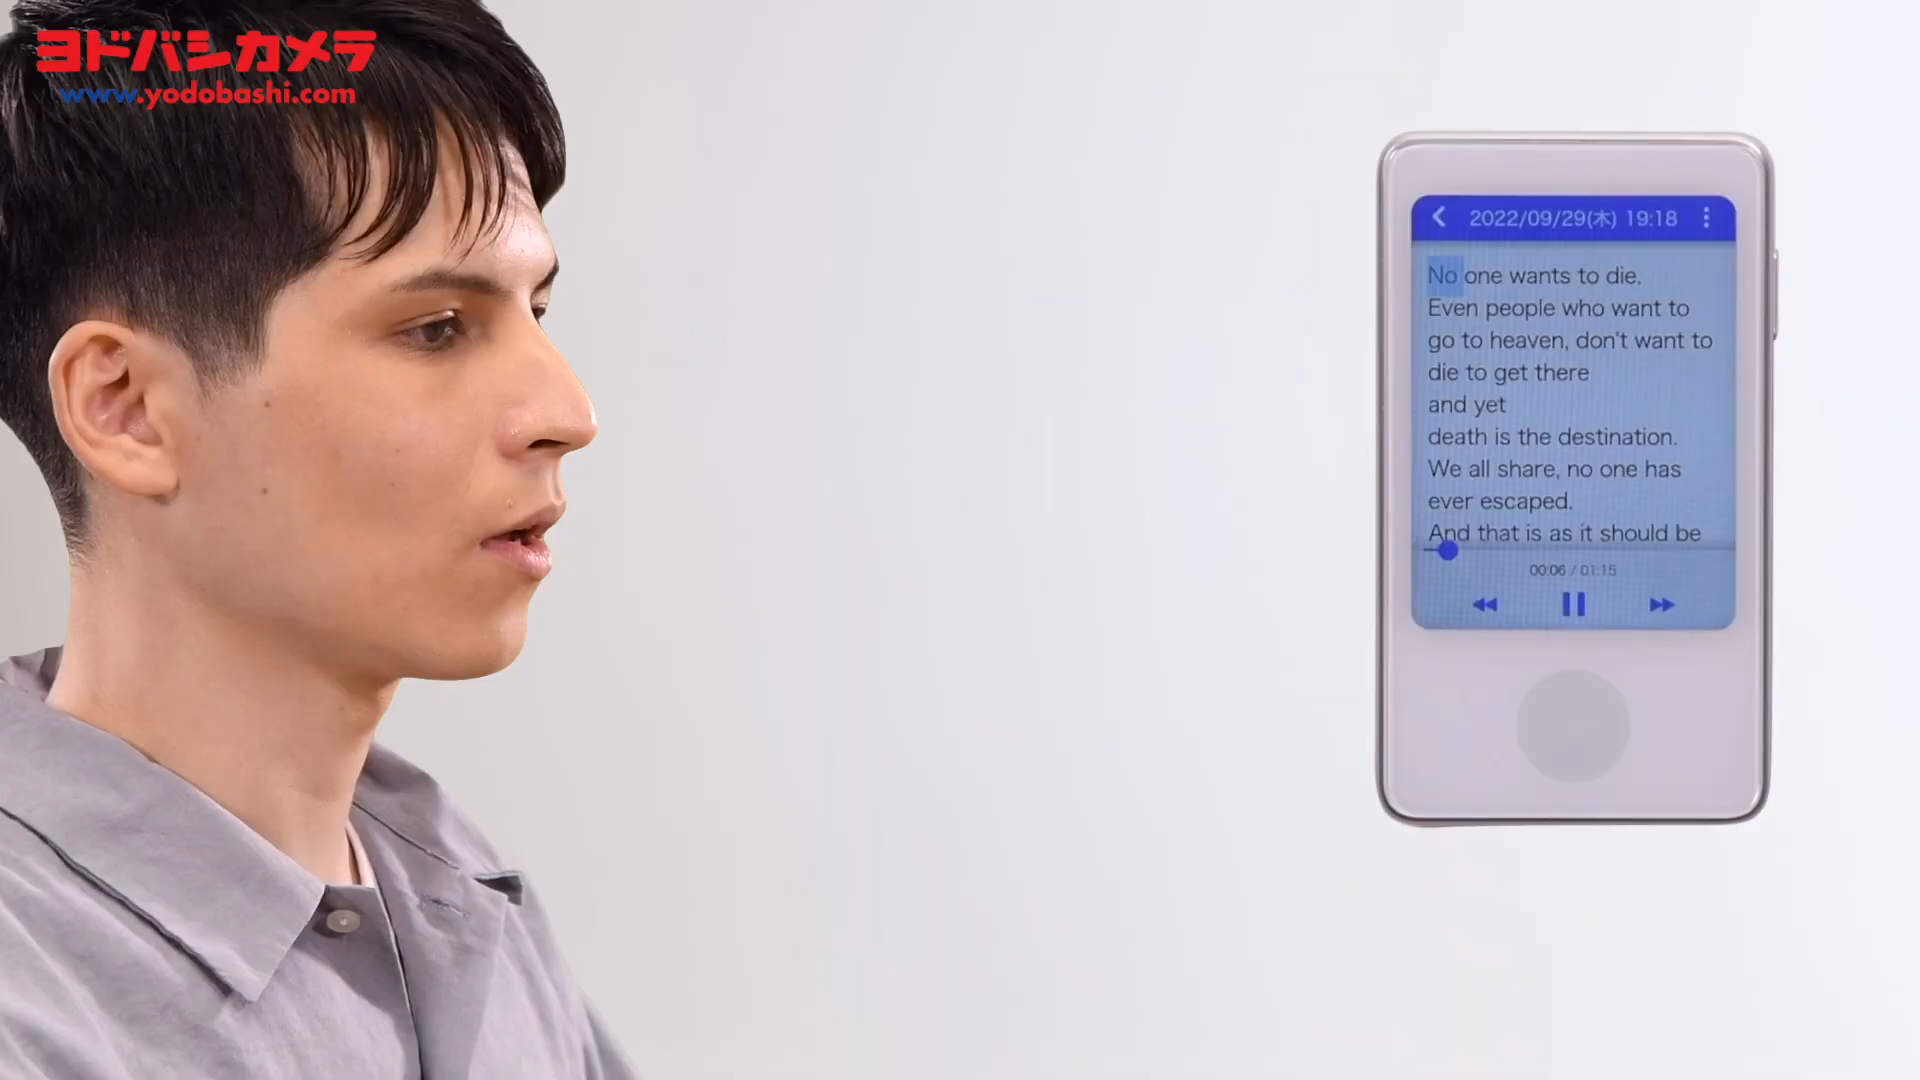 ヨドバシカメラ
www.yodobashi.com
2022/09/29(木) 19:18
No one wants to die.
Even people who want to
go to heaven, don't want to
die to get there
and yet
death is the destination.
We all share, no one has
ever escaped.
And that is as it should be
00:06 / 01:15